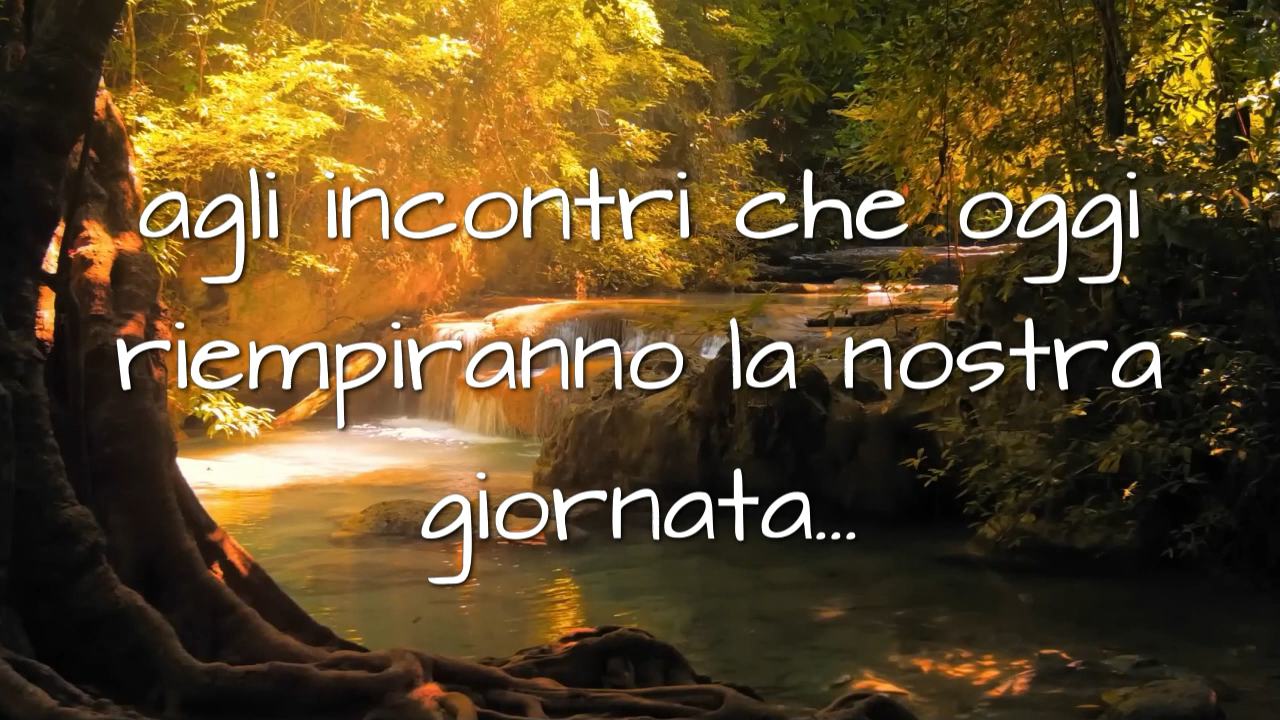 agli incontri che oggi
riempiranno la nostra
giornata...